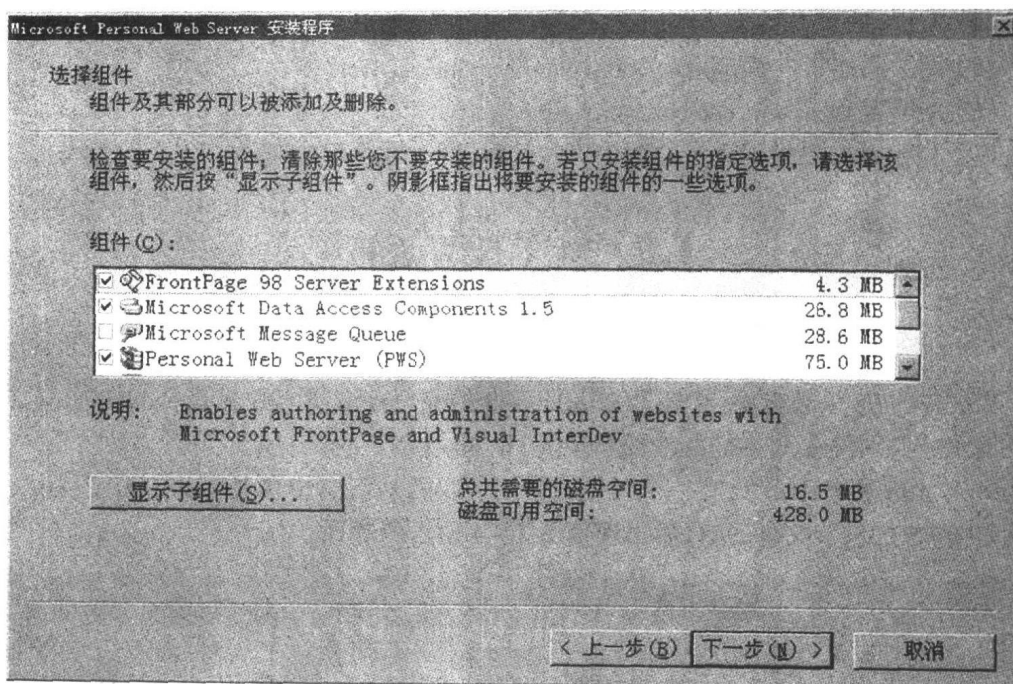 Microsoft Personal Web Server 安装程序
选择组件
组件及其部分可以被添加及删除。
检查要安装的组件；清除那些您不要安装的组件。若只安装组件的指定选项，请选择该
组件，然后按“显示子组件”。阴影框指出将要安装的组件的一些选项。
组件(C)：
FrontPage 98 Server Extensions 4.3 MB
Microsoft Data Access Components 1.5 26.8 MB
Microsoft Message Queue 28.6 MB
Personal Web Server (PWS) 75.0 MB
说明： Enables authoring and administration of websites with
Microsoft FrontPage and Visual InterDev
显示子组件(S)... 总共需要的磁盘空间： 16.5 MB
磁盘可用空间： 428.0 MB
< 上一步(B) 下一步(N) > 取消